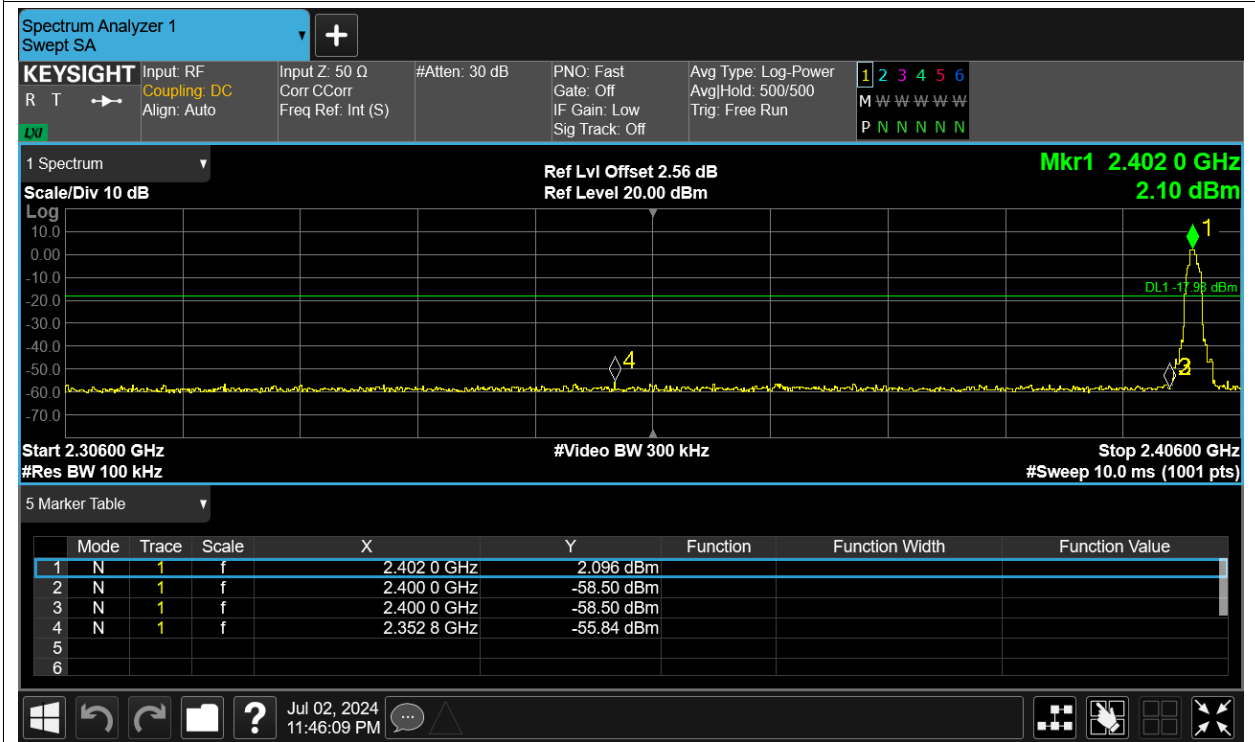 Spectrum Analyzer 1
Swept SA
+
KEYSIGHT Input: RF Input Z: 50 Ω #Atten: 30 dB PNO: Fast Avg Type: Log-Power 1 2 3 4 5 6
R T Coupling: DC Corr CCorr Gate: Off Avg|Hold: 500/500 M W W W W W W
Align: Auto Freq Ref: Int (S) IF Gain: Low Trig: Free Run
LXI Sig Track: Off P N N N N N N
1 Spectrum Ref Lvl Offset 2.56 dB Mkr1 2.402 0 GHz
Scale/Div 10 dB Ref Level 20.00 dBm 2.10 dBm
Log
1
10.0
0.00
-10.0
DL1 -17.93 dBm
-20.0
-30.0
-40.0
4
-50.0
-60.0
-70.0
Start 2.30600 GHz #Video BW 300 kHz Stop 2.40600 GHz
#Res BW 100 kHz #Sweep 10.0 ms (1001 pts)
5 Marker Table
Mode Trace Scale X Y Function Function Width Function Value
1 N 1 f 2.402 0 GHz 2.096 dBm
2 N 1 f 2.400 0 GHz -58.50 dBm
3 N 1 f 2.400 0 GHz -58.50 dBm
4 N 1 f 2.352 8 GHz -55.84 dBm
5
6
? Jul 02, 2024
11:46:09 PM